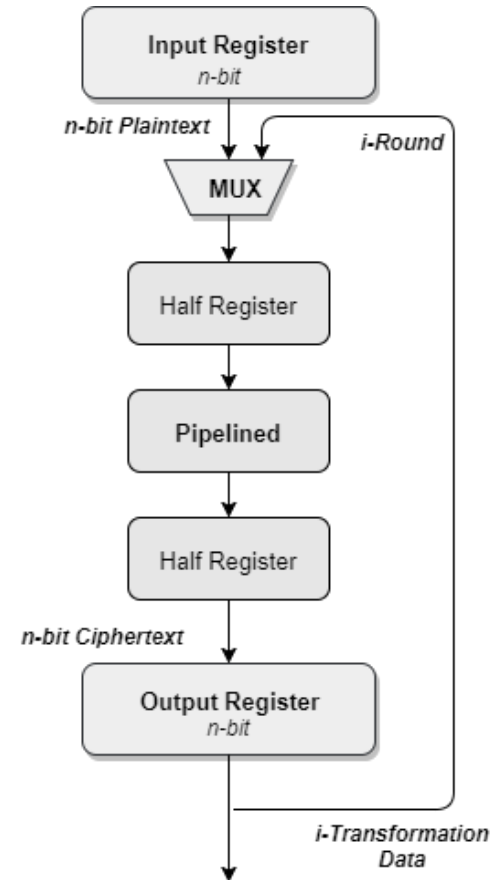 Input Register
n-bit
n-bit Plaintext
i-Round
MUX
Half Register
Pipelined
Half Register
n-bit Ciphertext
Output Register
n-bit
i-Transformation
Data